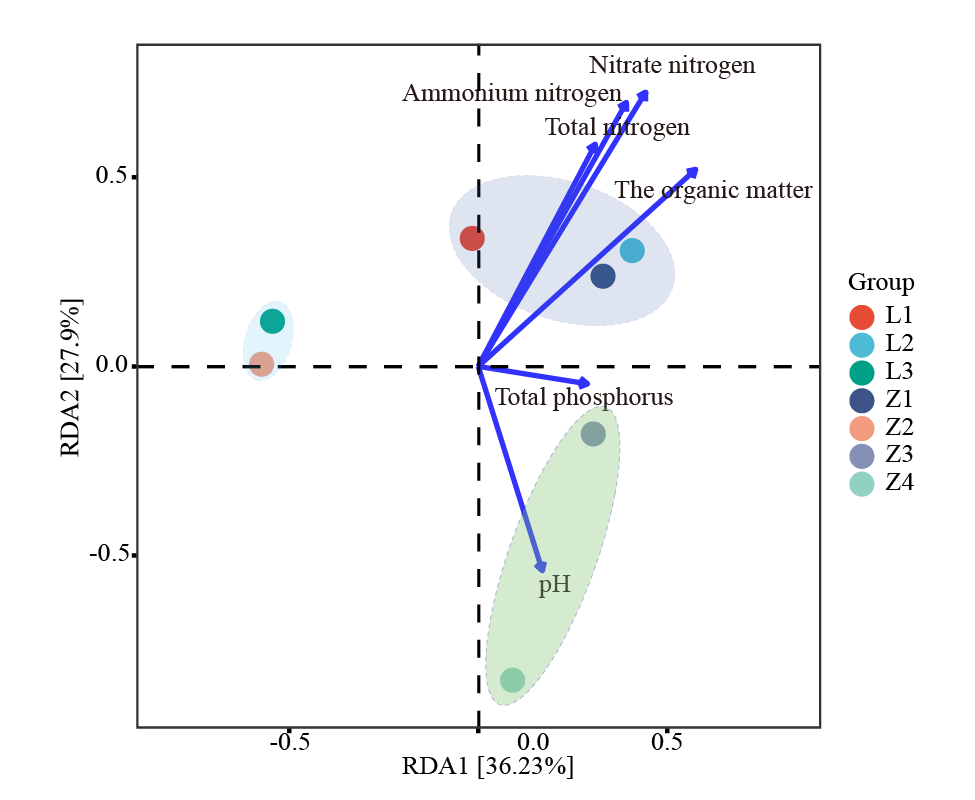 Nitrate nitrogen
Ammonium nitrogen
Total nitrogen
The organic matter
Total phosphorus
pH
0.5
0.0
-0.5
RDA2 [27.9%]
-0.5
0.0
0.5
RDA1 [36.23%]
Group
L1
L2
L3
Z1
Z2
Z3
Z4